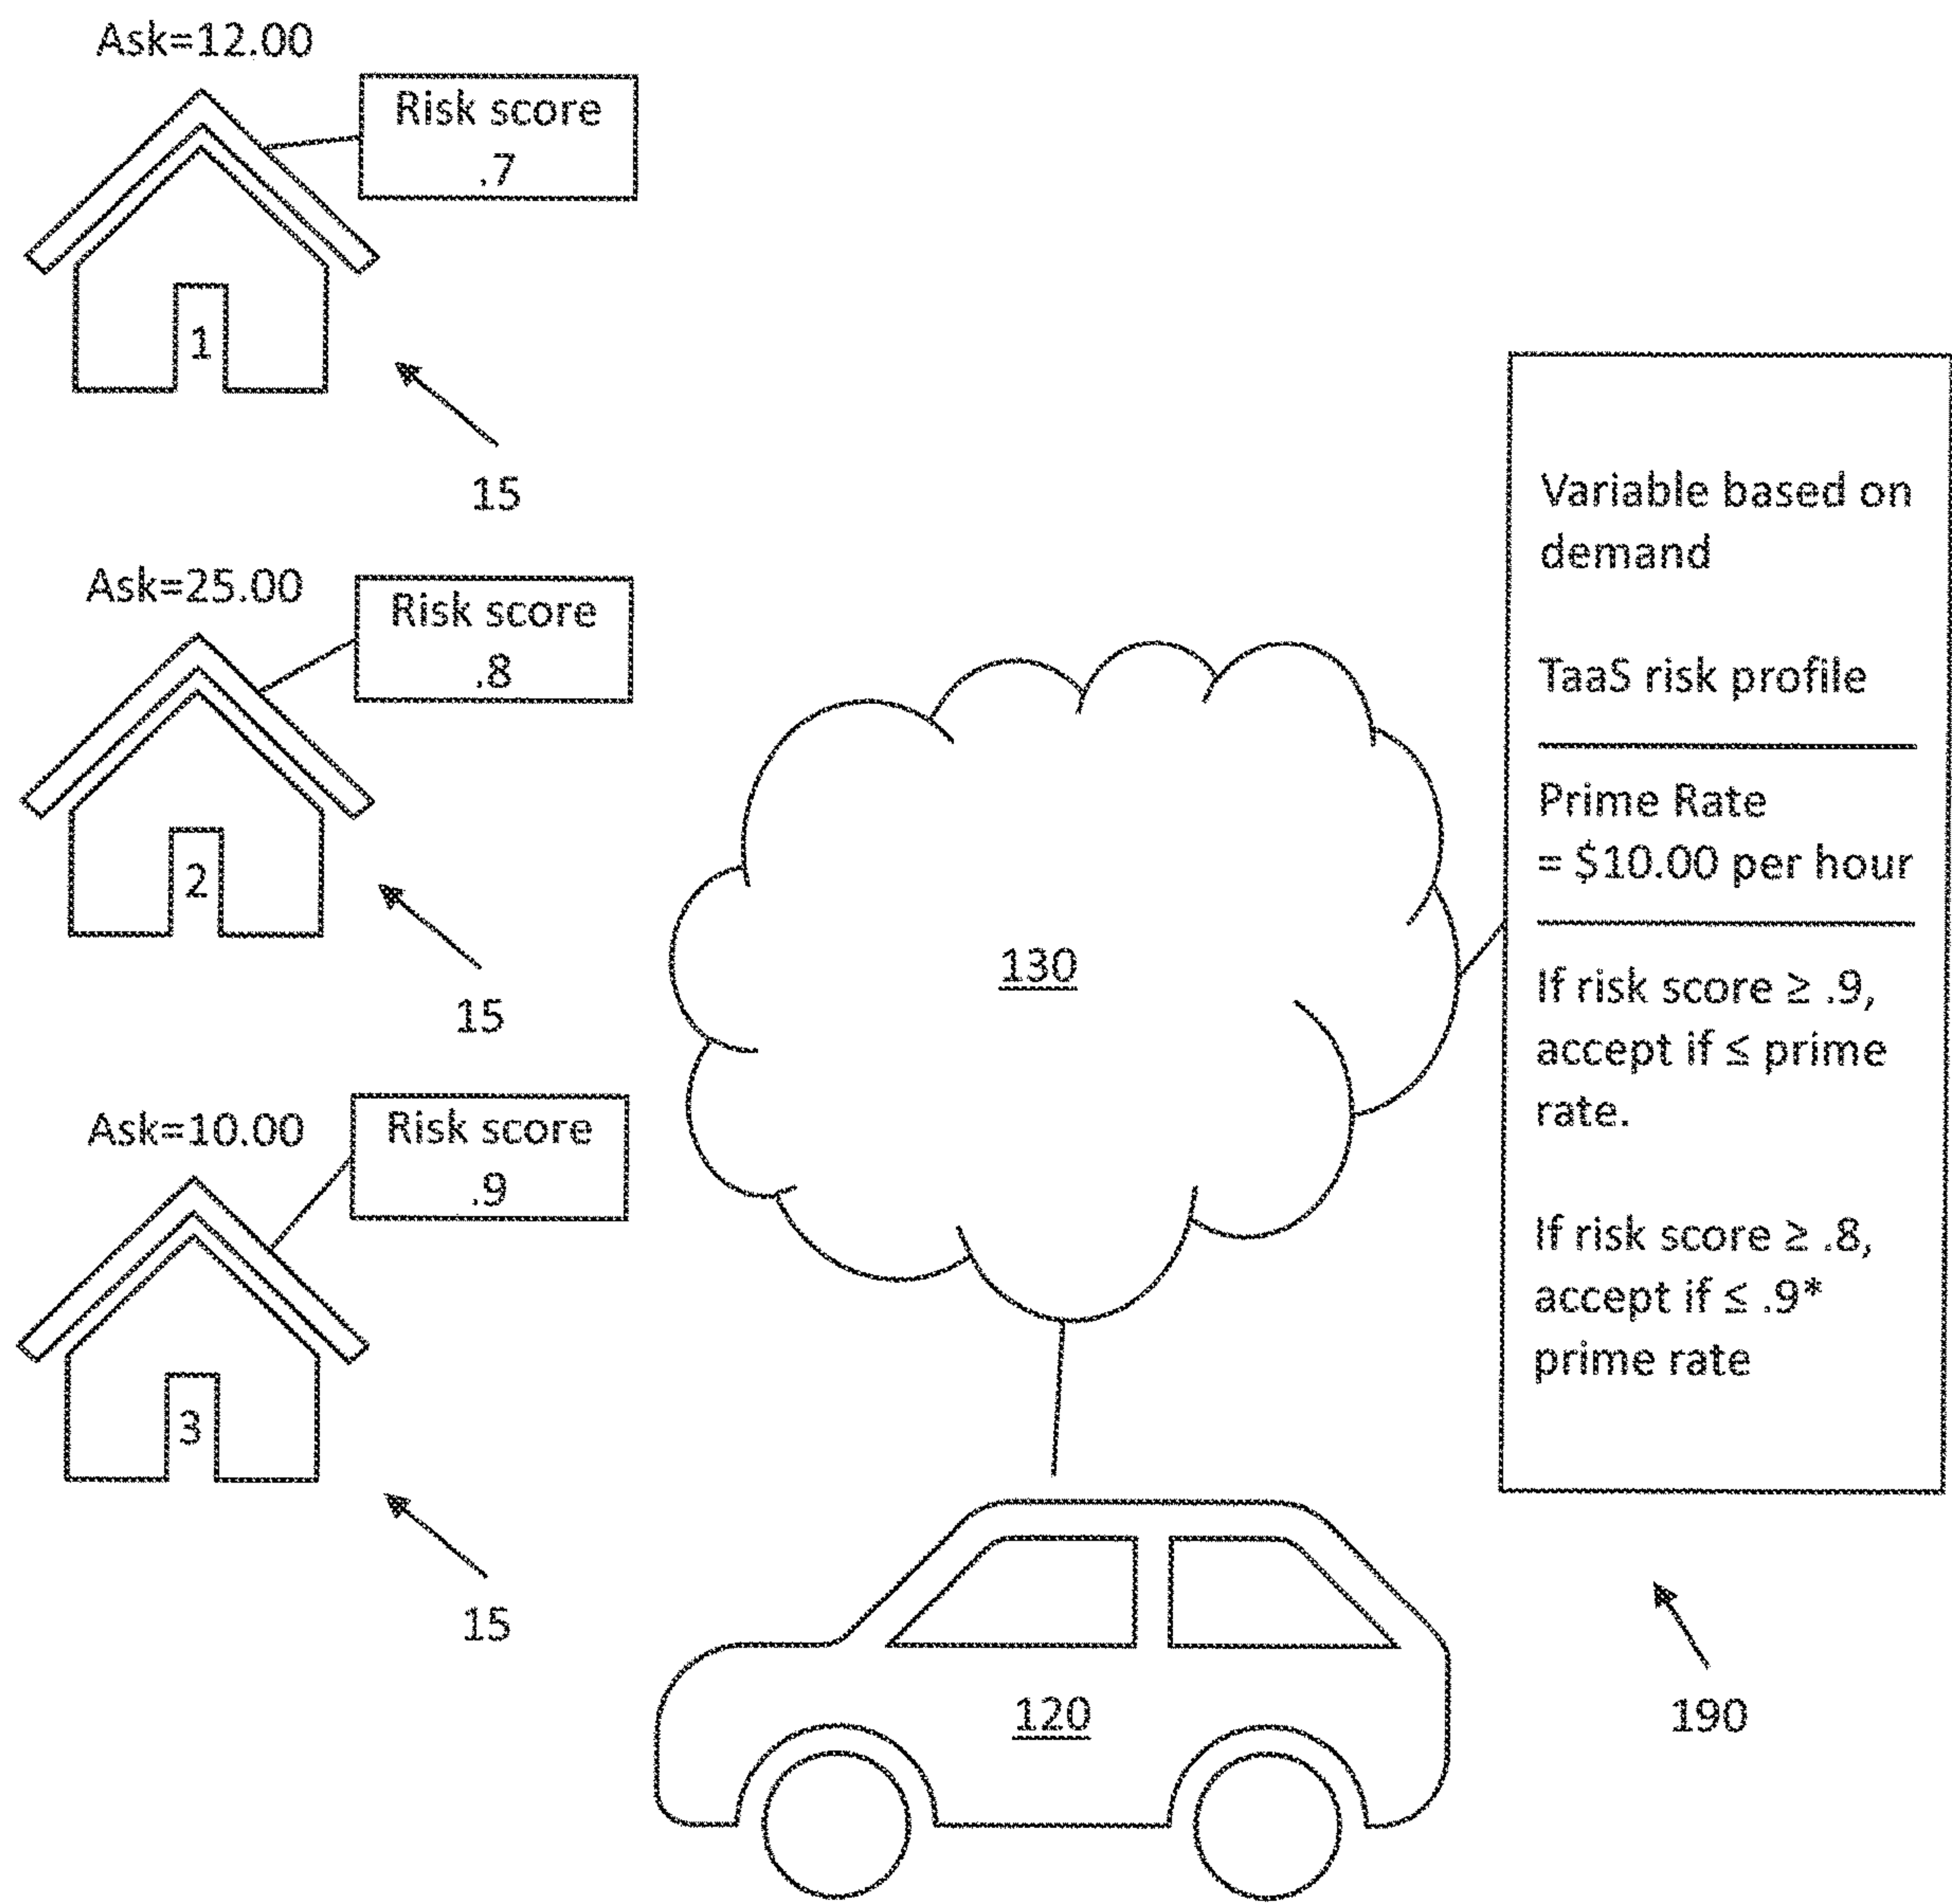 Ask=12.00
Risk score
.7
1
15
Ask=25.00
Risk score
.8
2
15
Ask=10.00
Risk score
.9
3
15
130
120
Variable based on
demand
TaaS risk profile
Prime Rate
= $10.00 per hour
If risk score ≥ .9,
accept if ≤ prime
rate.
If risk score ≥ .8,
accept if ≤ .9*
prime rate
190